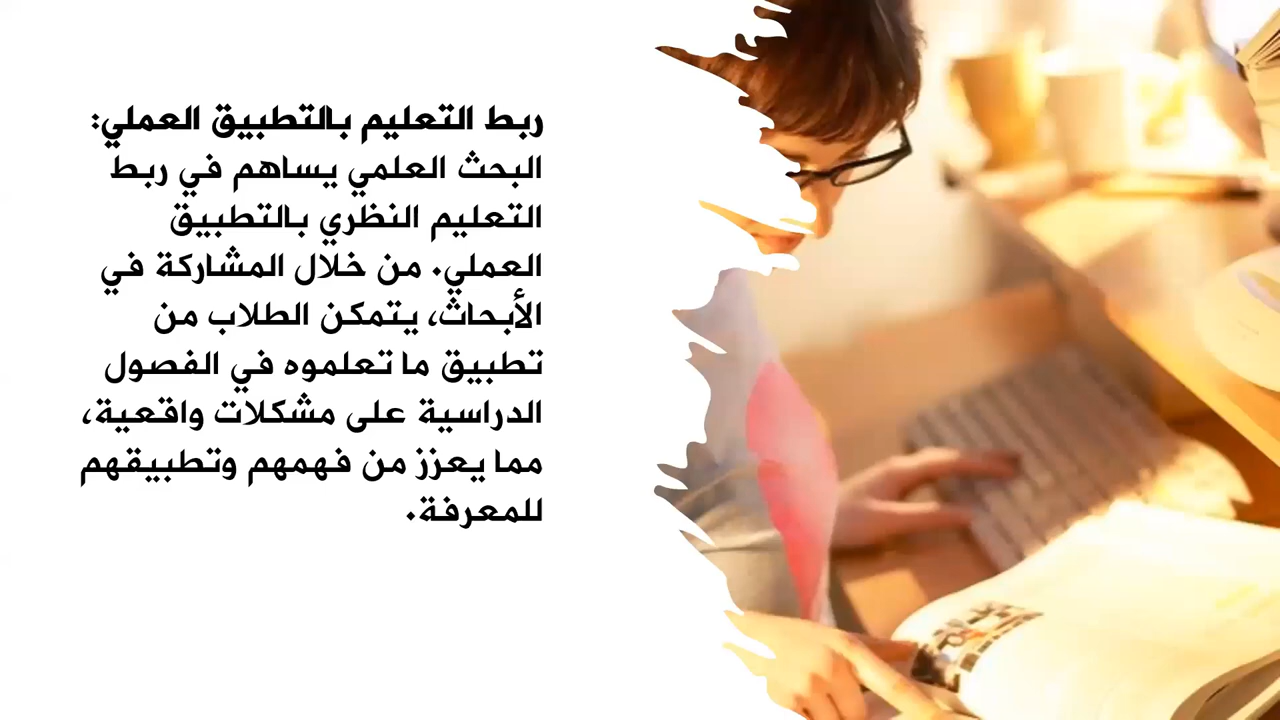 ربط التعليم بالتطبيق العملي:
البحث العلمي يساهم في ربط
التعليم النظري بالتطبيق
العملي. من خلال المشاركة في
الأبحاث، يتمكن الطلاب من
تطبيق ما تعلموه في الفصول
الدراسية على مشكلات واقعية،
مما يعزز من فهمهم وتطبيقهم
للمعرفة.